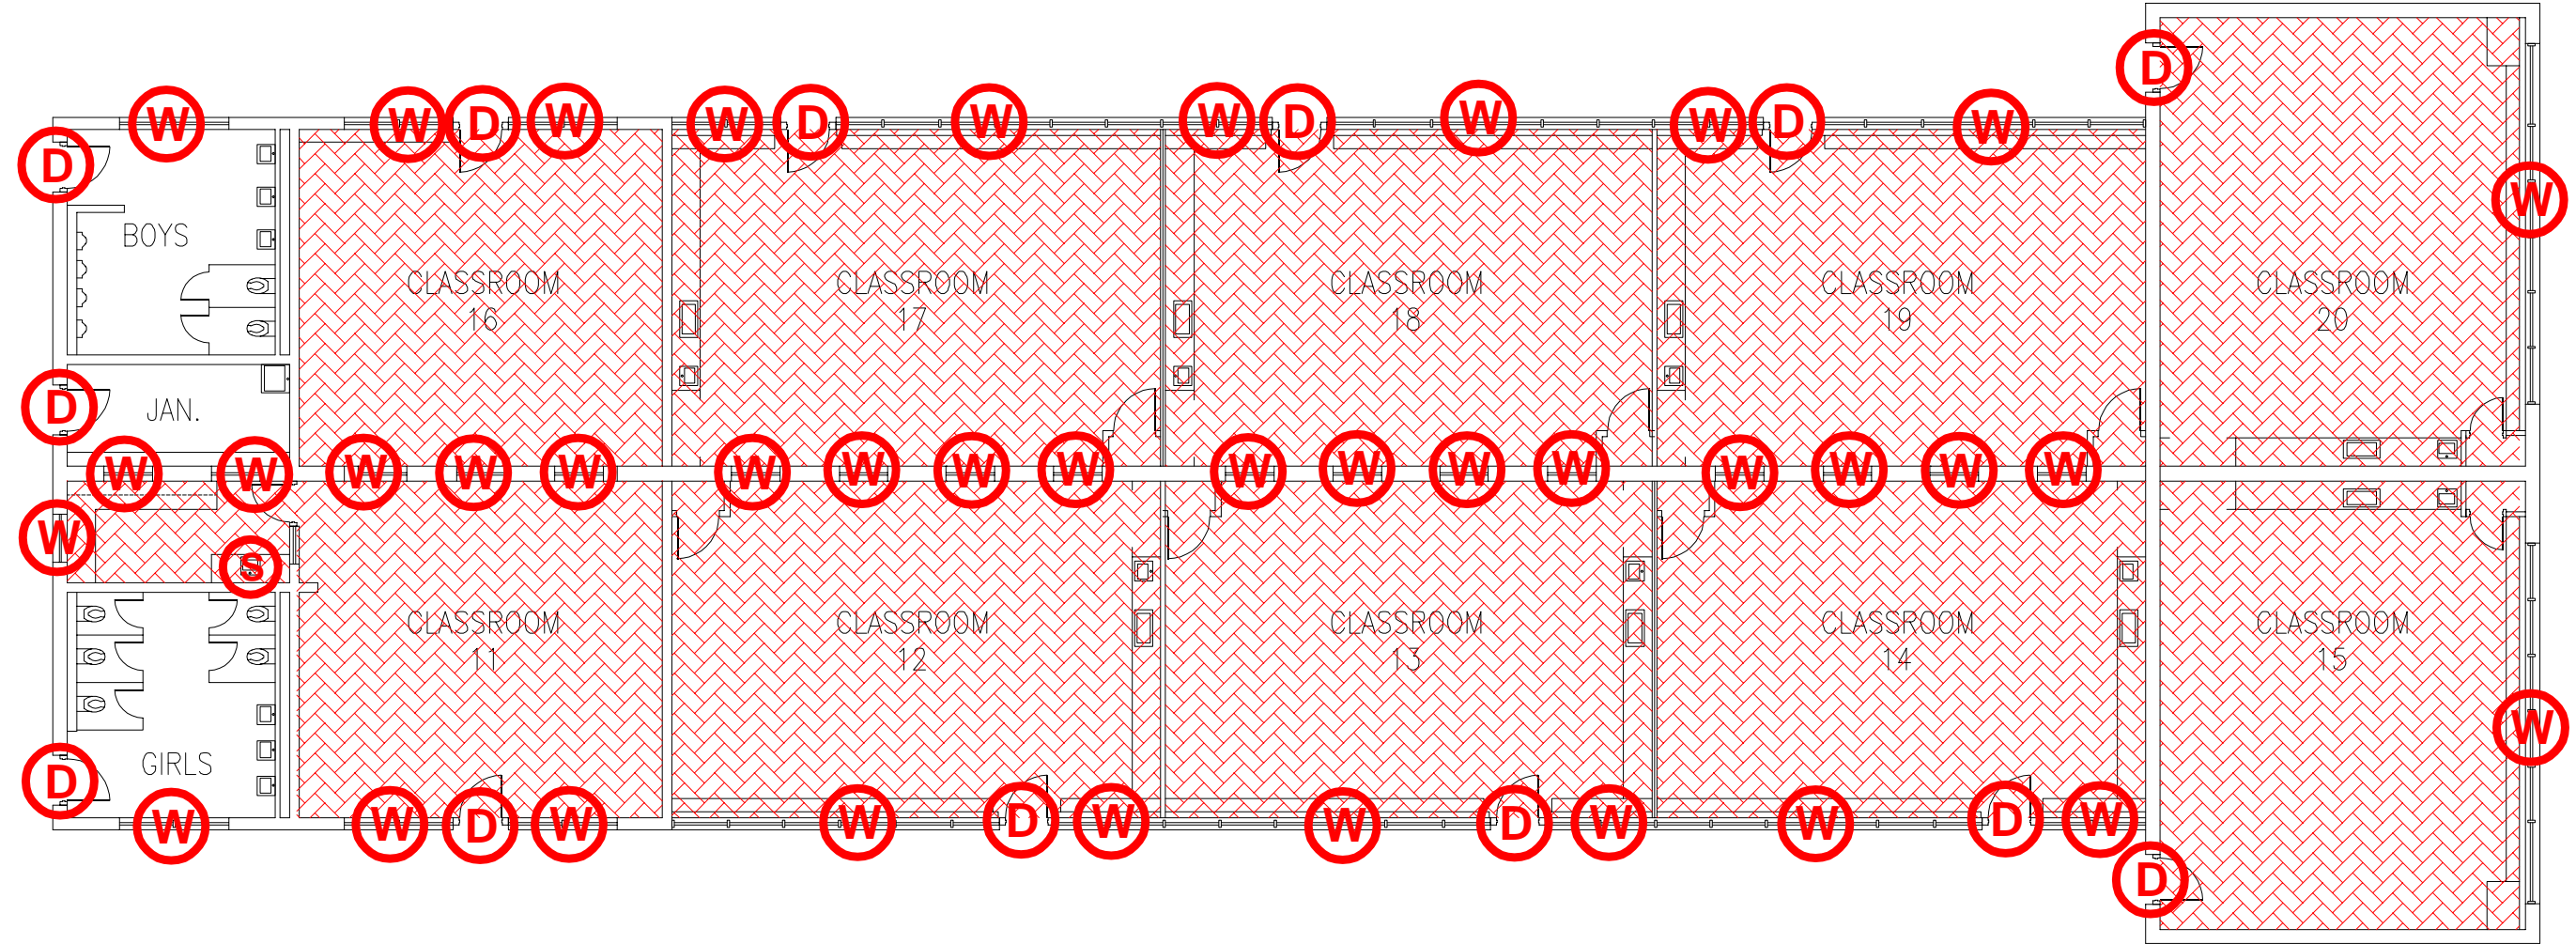 D
W W D W W D W W D W W D W
D
W
BOYS
CLASSROOM
16
CLASSROOM
17
CLASSROOM
18
CLASSROOM
19
CLASSROOM
20
D
JAN.
W W W W W W W W W W W W W W W W W
W
S
CLASSROOM
11
CLASSROOM
12
CLASSROOM
13
CLASSROOM
14
CLASSROOM
15
W
GIRLS
D
W W D W W D W W D W W D W
D